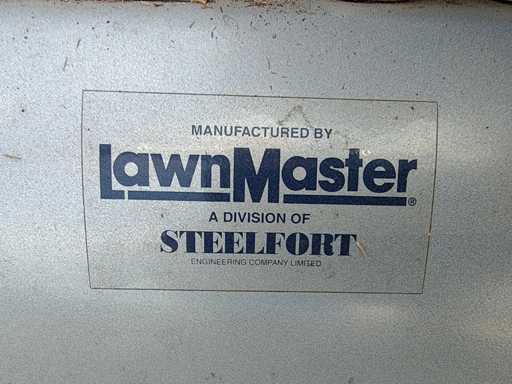 MANUFACTURED BY
LawnMaster®
A DIVISION OF
STEELFORT
ENGINEERING COMPANY LIMITED